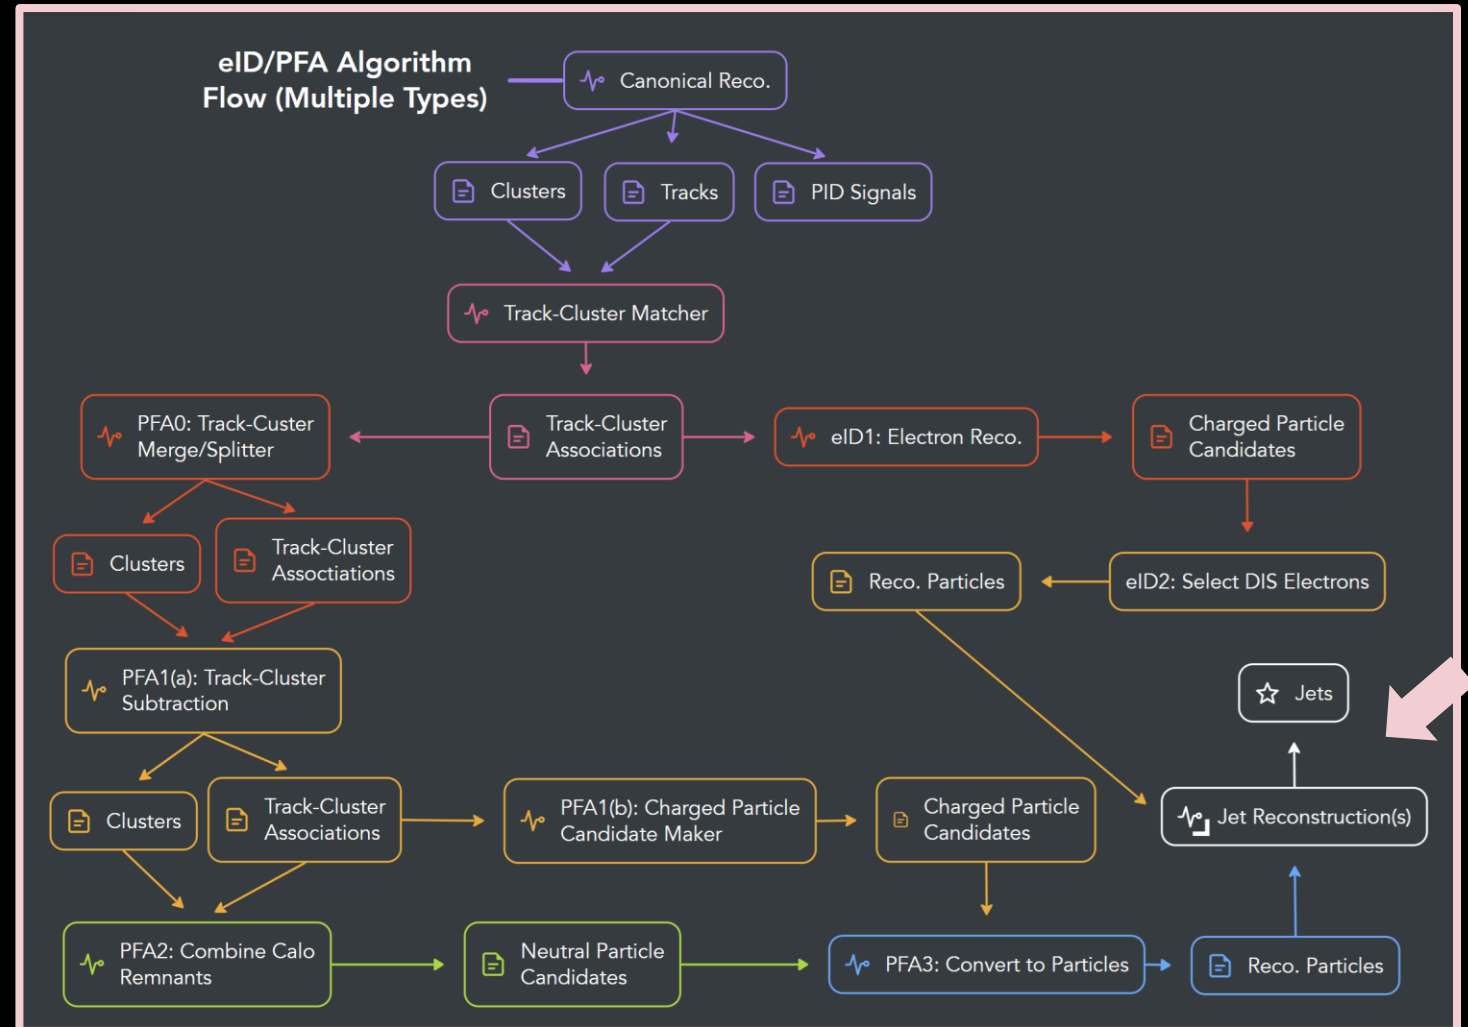 eID/PFA Algorithm
Flow (Multiple Types)
Canonical Reco.
Clusters
Tracks
PID Signals
Track-Cluster Matcher
PFA0: Track-Custer
Merge/Splitter
Track-Cluster
Associations
eID1: Electron Reco.
Charged Particle
Candidates
Clusters
Track-Cluster
Assoctiations
Reco. Particles
eID2: Select DIS Electrons
PFA1(a): Track-Cluster
Subtraction
Jets
Clusters
Track-Cluster
Associations
PFA1(b): Charged Particle
Candidate Maker
Charged Particle
Candidates
Jet Reconstruction(s)
PFA2: Combine Calo
Remnants
Neutral Particle
Candidates
PFA3: Convert to Particles
Reco. Particles